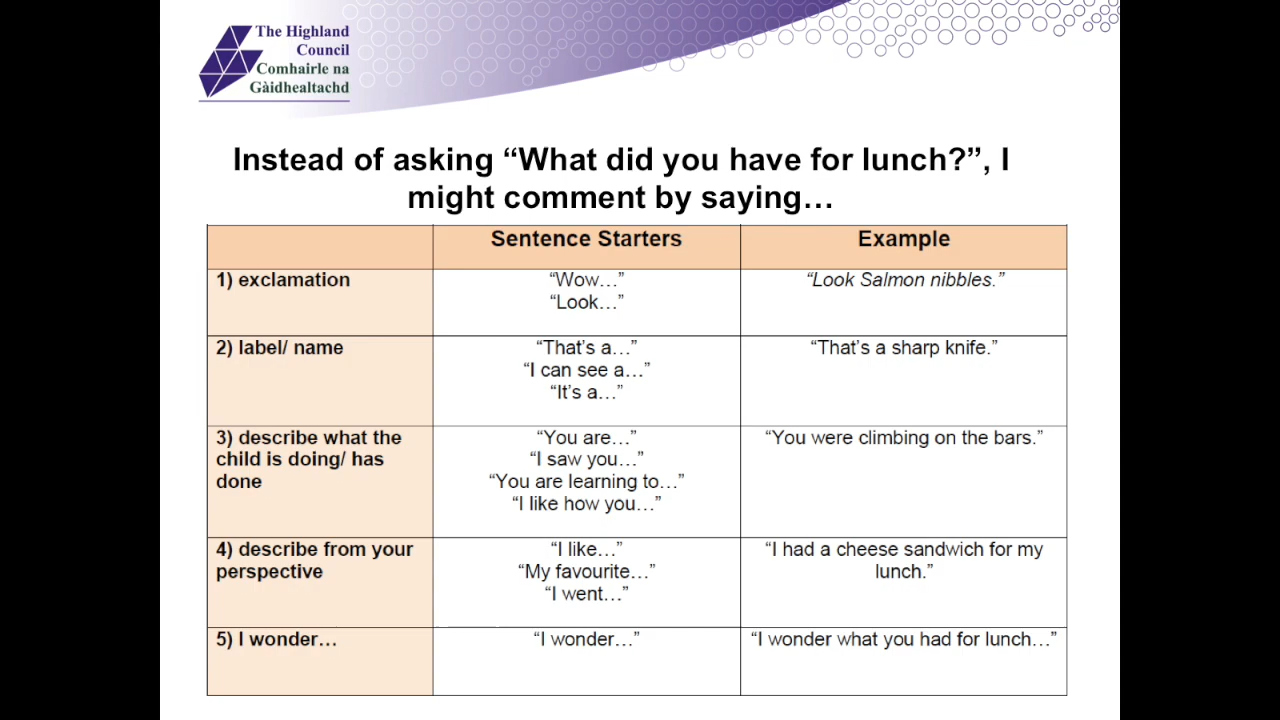 The Highland
Council
Comhairle na
Gàidhealtachd
Instead of asking “What did you have for lunch?”, I
might comment by saying…
Sentence Starters
Example
1) exclamation
“Wow…”
“Look…”
“Look Salmon nibbles.”
2) label/ name
“That’s a…”
“I can see a…”
“It’s a…”
“That’s a sharp knife.”
3) describe what the
child is doing/ has
done
“You are…”
“I saw you…”
“You are learning to…”
“I like how you…”
“You were climbing on the bars.”
4) describe from your
perspective
“I like…”
“My favourite…”
“I went…”
“I had a cheese sandwich for my
lunch.”
5) I wonder…
“I wonder…”
“I wonder what you had for lunch…”